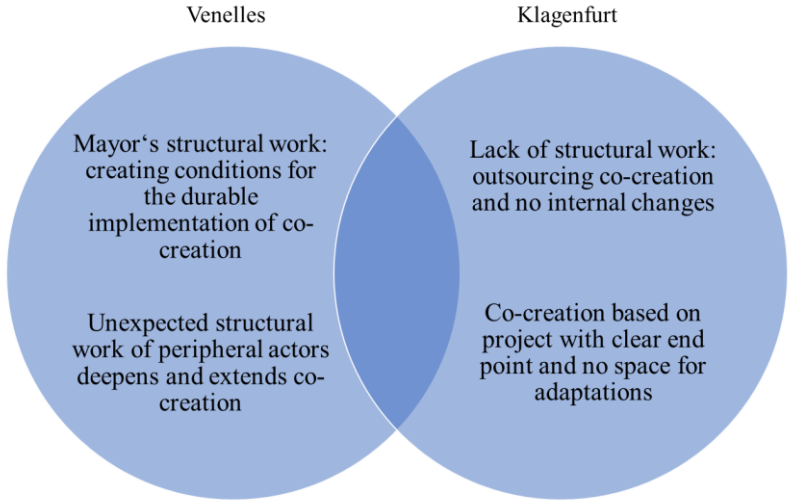 Venelles
Klagenfurt
Mayor‘s structural work:
creating conditions for
the durable
implementation of co-
creation
Unexpected structural
work of peripheral actors
deepens and extends co-
creation
Lack of structural work:
outsourcing co-creation
and no internal changes
Co-creation based on
project with clear end
point and no space for
adaptations